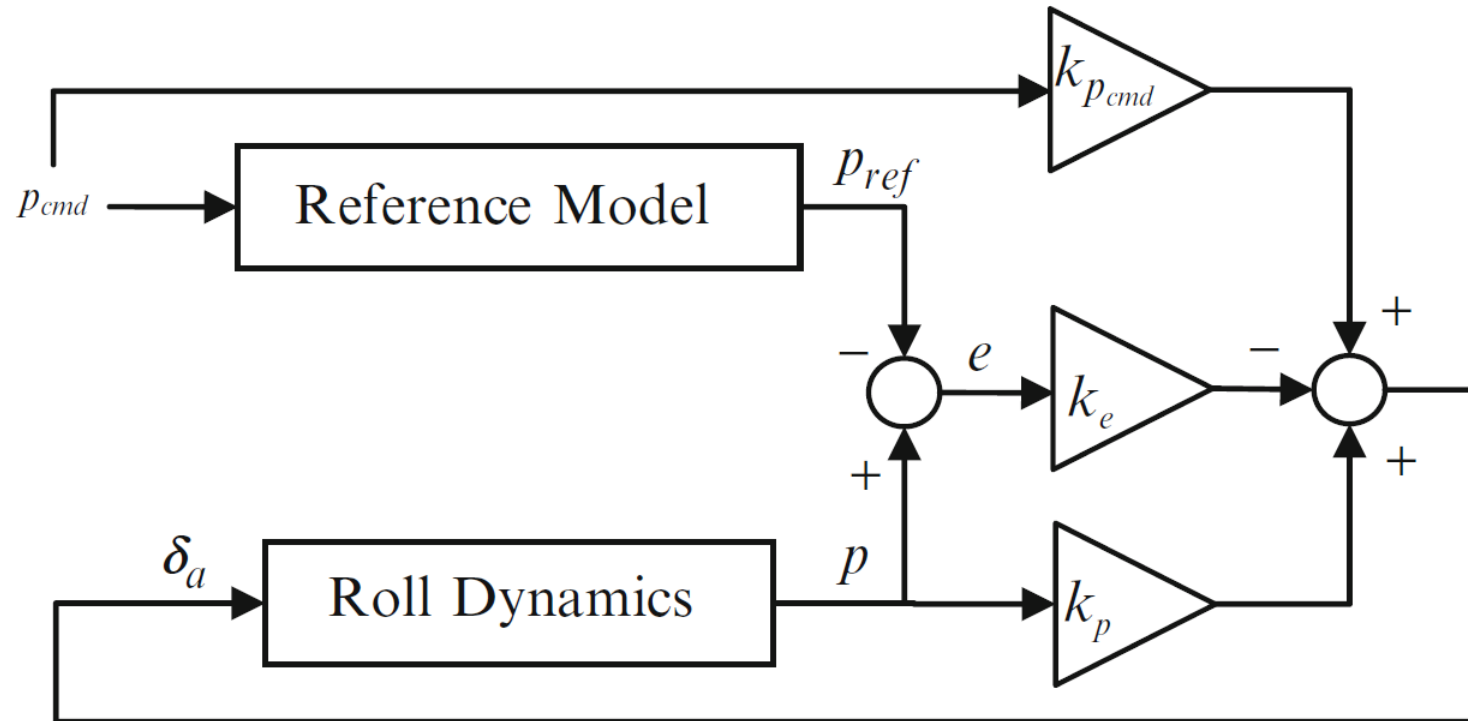 k_{p_{cmd}}
p_{ref}
p_{cmd}
Reference Model
+
−
e
−
k_e
+
+
δ_a
p
Roll Dynamics
k_p